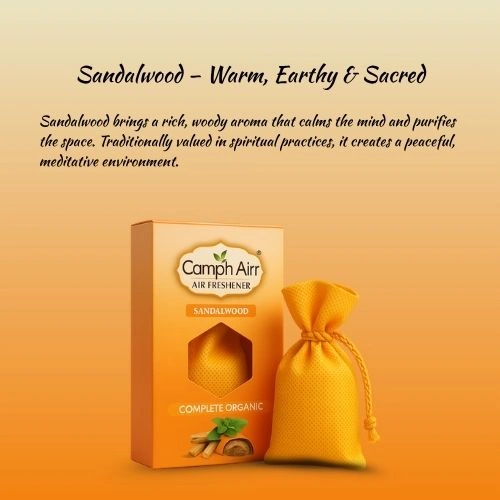 Sandalwood – Warm, Earthy & Sacred
Sandalwood brings a rich, woody aroma that calms the mind and purifies
the space. Traditionally valued in spiritual practices, it creates a peaceful,
meditative environment.
Camph Airr®
AIR FRESHENER
SANDALWOOD
COMPLETE ORGANIC